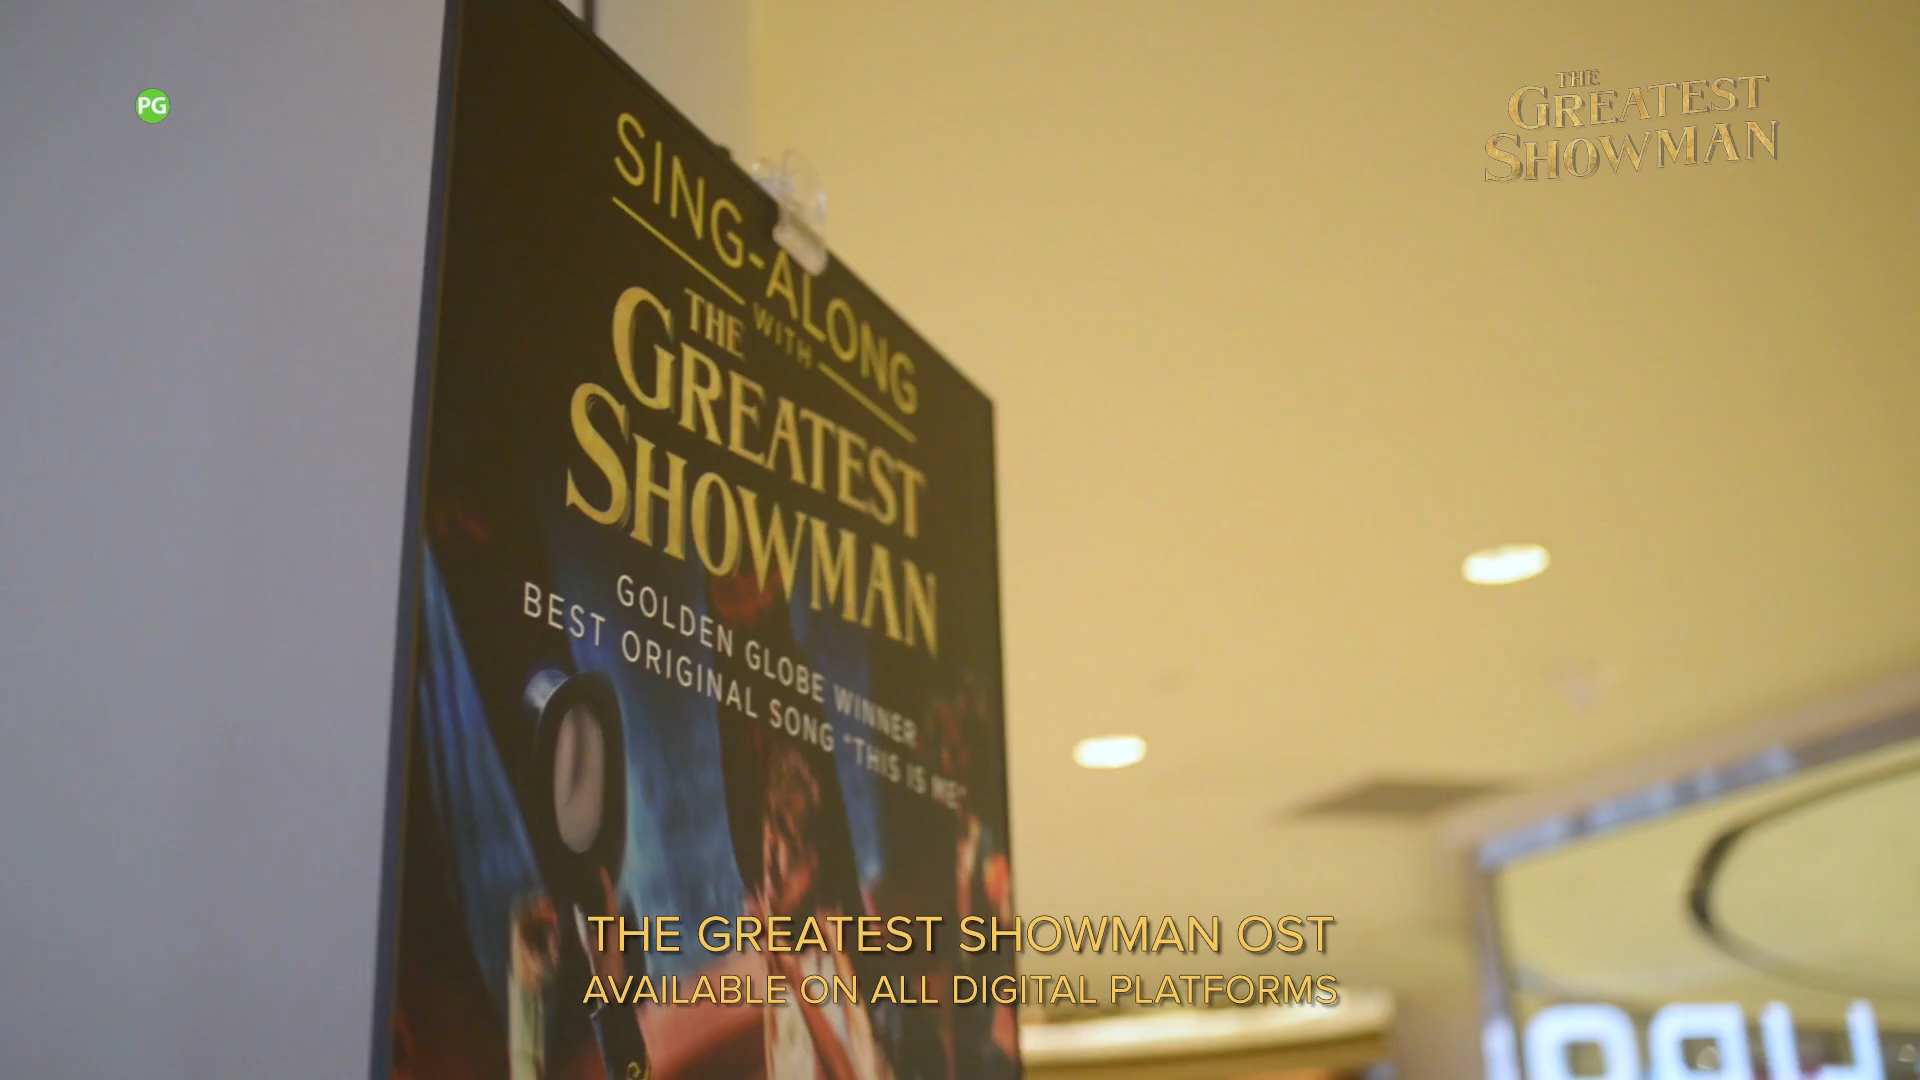 PG
THE
GREATEST
SHOWMAN
SING-ALONG
WITH
THE
GREATEST
SHOWMAN
GOLDEN GLOBE WINNER
BEST ORIGINAL SONG "THIS IS ME"
THE GREATEST SHOWMAN OST
AVAILABLE ON ALL DIGITAL PLATFORMS